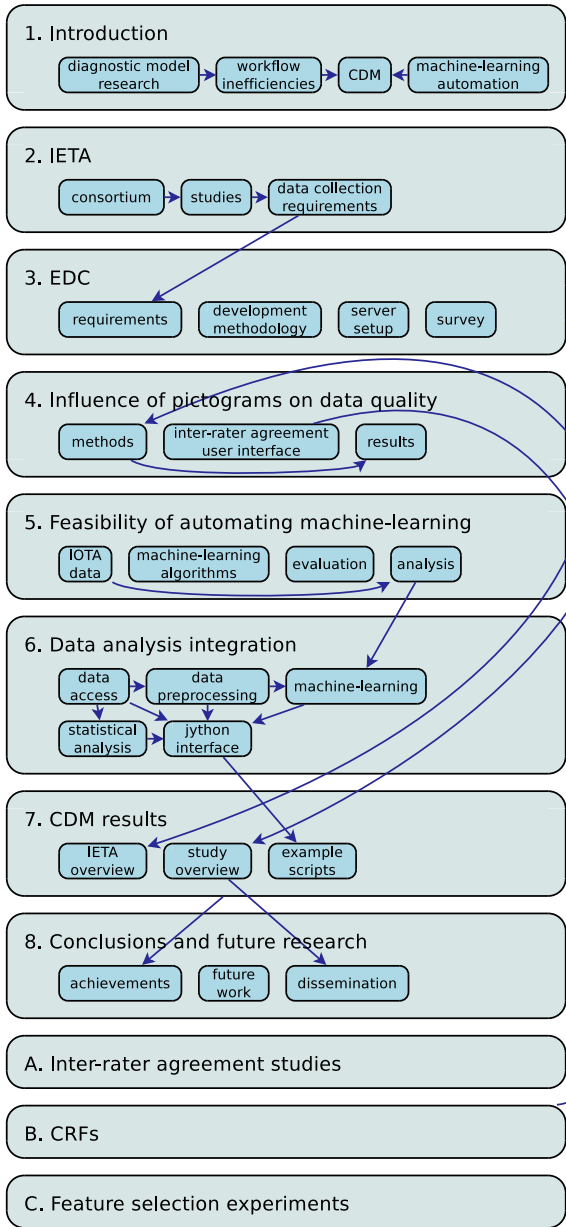 1. Introduction
diagnostic model
research
workflow
inefficiencies
CDM
machine-learning
automation
2. IETA
consortium
studies
data collection
requirements
3. EDC
requirements
development
methodology
server
setup
survey
4. Influence of pictograms on data quality
methods
inter-rater agreement
user interface
results
5. Feasibility of automating machine-learning
IOTA
data
machine-learning
algorithms
evaluation
analysis
6. Data analysis integration
data
access
data
preprocessing
machine-learning
statistical
analysis
jython
interface
7. CDM results
IETA
overview
study
overview
example
scripts
8. Conclusions and future research
achievements
future
work
dissemination
A. Inter-rater agreement studies
B. CRFs
C. Feature selection experiments